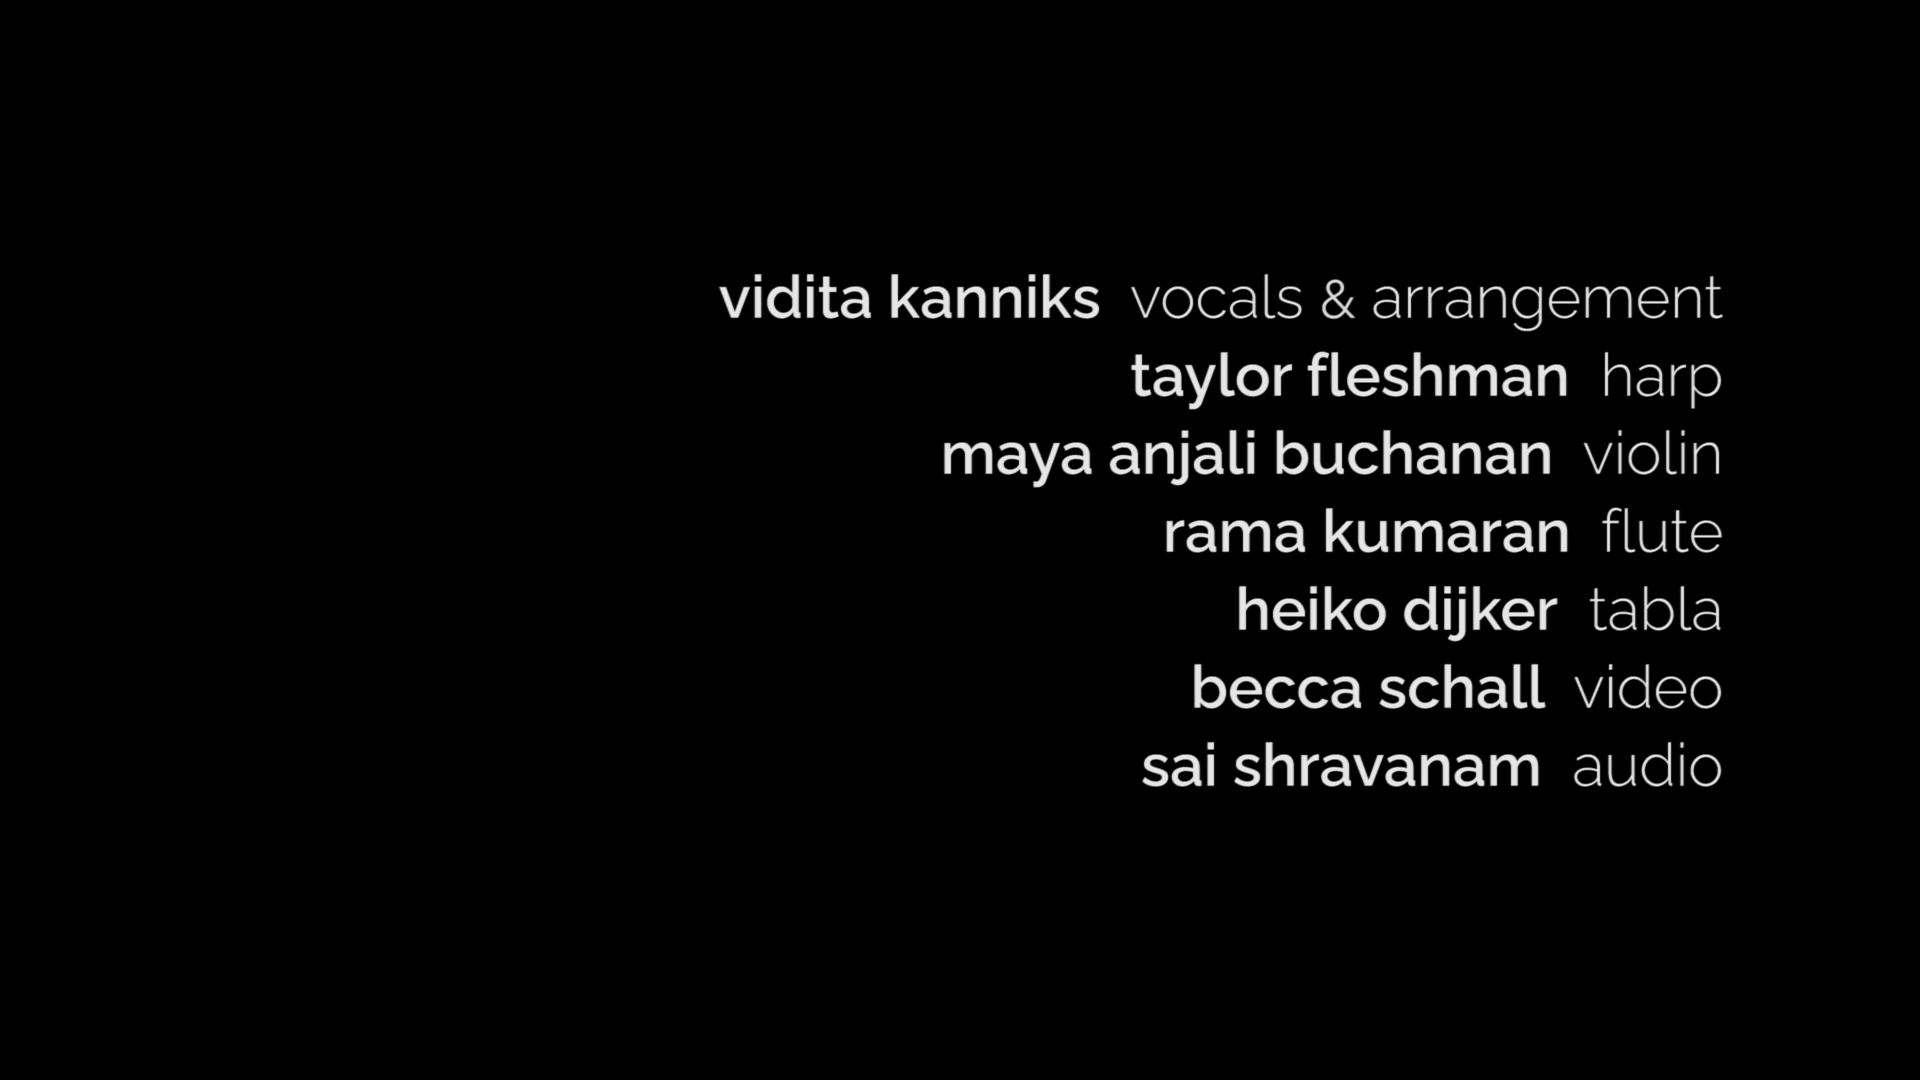 vidita kanniks vocals & arrangement
taylor fleshman harp
maya anjali buchanan violin
rama kumaran flute
heiko dijker tabla
becca schall video
sai shravanam audio